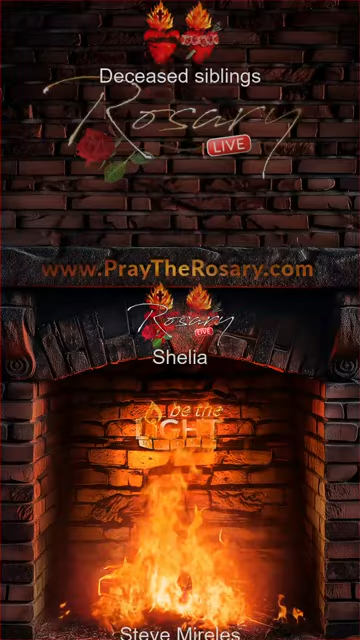 Deceased siblings
Rosary
LIVE
www.PrayTheRosary.com
Rosary
LIVE
Shelia
be the
LIGHT
Steve Mireles